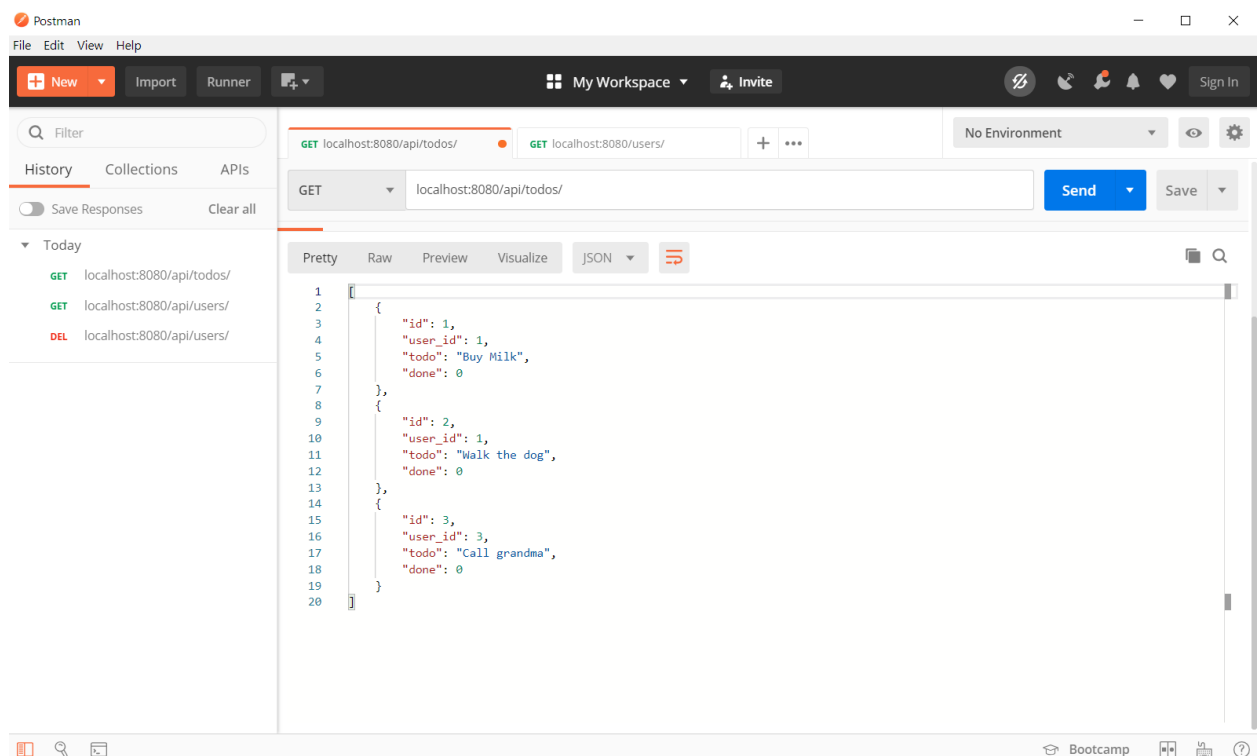 Postman
File Edit View Help
New Import Runner My Workspace Invite Sign In
Filter
History Collections APIs
Save Responses Clear all
Today
GET localhost:8080/api/todos/
GET localhost:8080/api/users/
DEL localhost:8080/api/users/
GET localhost:8080/api/todos/ GET localhost:8080/users/ No Environment
GET localhost:8080/api/todos/ Send Save
Pretty Raw Preview Visualize JSON
1 [
2 {
3 "id": 1,
4 "user_id": 1,
5 "todo": "Buy Milk",
6 "done": 0
7 },
8 {
9 "id": 2,
10 "user_id": 1,
11 "todo": "Walk the dog",
12 "done": 0
13 },
14 {
15 "id": 3,
16 "user_id": 3,
17 "todo": "Call grandma",
18 "done": 0
19 }
20 ]
Bootcamp